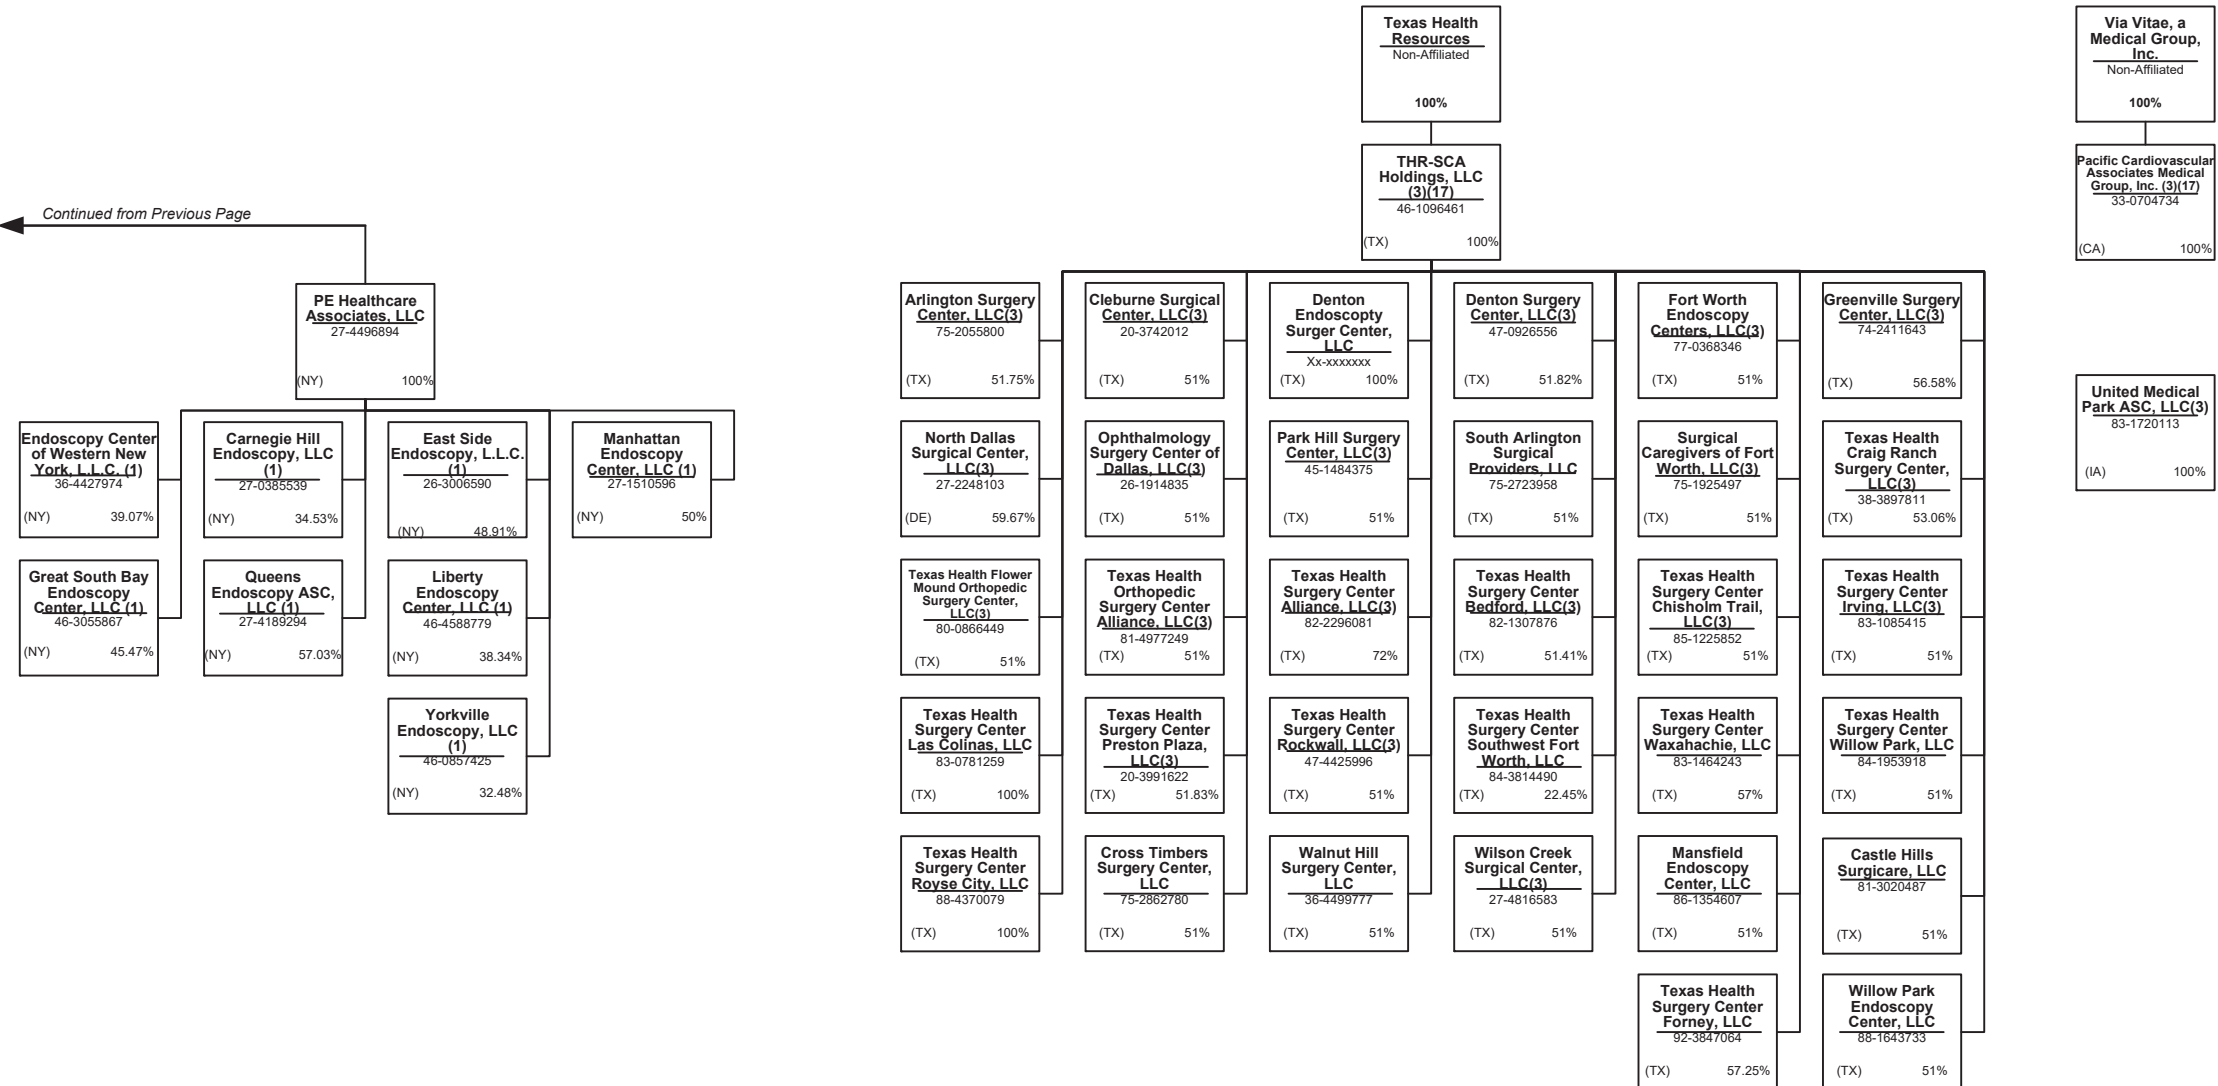 Texas Health
Resources
Non-Affiliated
100%
Via Vitae, a
Medical Group,
Inc.
Non-Affiliated
100%
THR-SCA
Holdings, LLC
(3)(17)
46-1096461
(TX) 100%
Pacific Cardiovascular
Associates Medical
Group, Inc. (3)(17)
33-0704734
(CA) 100%
Continued from Previous Page
PE Healthcare
Associates, LLC
27-4496894
(NY) 100%
Arlington Surgery
Center, LLC(3)
75-2055800
(TX) 51.75%
Cleburne Surgical
Center, LLC(3)
20-3742012
(TX) 51%
Denton
Endoscopty
Surger Center,
LLC
Xx-xxxxxxx
(TX) 100%
Denton Surgery
Center, LLC(3)
47-0926556
(TX) 51.82%
Fort Worth
Endoscopy
Centers, LLC(3)
77-0368346
(TX) 51%
Greenville Surgery
Center, LLC(3)
74-2411643
(TX) 56.58%
United Medical
Park ASC, LLC(3)
83-1720113
(IA) 100%
Endoscopy Center
of Western New
York, L.L.C. (1)
36-4427974
(NY) 39.07%
Carnegie Hill
Endoscopy, LLC
(1)
27-0385539
(NY) 34.53%
East Side
Endoscopy, L.L.C.
(1)
26-3006590
(NY) 48.91%
Manhattan
Endoscopy
Center, LLC (1)
27-1510596
(NY) 50%
North Dallas
Surgical Center,
LLC(3)
27-2248103
(DE) 59.67%
Ophthalmology
Surgery Center of
Dallas, LLC(3)
26-1914835
(TX) 51%
Park Hill Surgery
Center, LLC(3)
45-1484375
(TX) 51%
South Arlington
Surgical
Providers, LLC
75-2723958
(TX) 51%
Surgical
Caregivers of Fort
Worth, LLC(3)
75-1925497
(TX) 51%
Texas Health
Craig Ranch
Surgery Center,
LLC(3)
38-3897811
(TX) 53.06%
Great South Bay
Endoscopy
Center, LLC (1)
46-3055867
(NY) 45.47%
Queens
Endoscopy ASC,
LLC (1)
27-4189294
(NY) 57.03%
Liberty
Endoscopy
Center, LLC (1)
46-4588779
(NY) 38.34%
Texas Health Flower
Mound Orthopedic
Surgery Center,
LLC(3)
80-0866449
(TX) 51%
Texas Health
Orthopedic
Surgery Center
Alliance, LLC(3)
81-4977249
(TX) 51%
Texas Health
Surgery Center
Alliance, LLC(3)
82-2296081
(TX) 72%
Texas Health
Surgery Center
Bedford, LLC(3)
82-1307876
(TX) 51.41%
Texas Health
Surgery Center
Chisholm Trail,
LLC(3)
85-1225852
(TX) 51%
Texas Health
Surgery Center
Irving, LLC(3)
83-1085415
(TX) 51%
Yorkville
Endoscopy, LLC
(1)
46-0857425
(NY) 32.48%
Texas Health
Surgery Center
Las Colinas, LLC
83-0781259
(TX) 100%
Texas Health
Surgery Center
Preston Plaza,
LLC(3)
20-3991622
(TX) 51.83%
Texas Health
Surgery Center
Rockwall, LLC(3)
47-4425996
(TX) 51%
Texas Health
Surgery Center
Southwest Fort
Worth, LLC
84-3814490
(TX) 22.45%
Texas Health
Surgery Center
Waxahachie, LLC
83-1464243
(TX) 57%
Texas Health
Surgery Center
Willow Park, LLC
84-1953918
(TX) 51%
Texas Health
Surgery Center
Royse City, LLC
88-4370079
(TX) 100%
Cross Timbers
Surgery Center,
LLC
75-2862780
(TX) 51%
Walnut Hill
Surgery Center,
LLC
36-4499777
(TX) 51%
Wilson Creek
Surgical Center,
LLC(3)
27-4816583
(TX) 51%
Mansfield
Endoscopy
Center, LLC
86-1354607
(TX) 51%
Castle Hills
Surgicare, LLC
81-3020487
(TX) 51%
Texas Health
Surgery Center
Forney, LLC
92-3847064
(TX) 57.25%
Willow Park
Endoscopy
Center, LLC
88-1643733
(TX) 51%